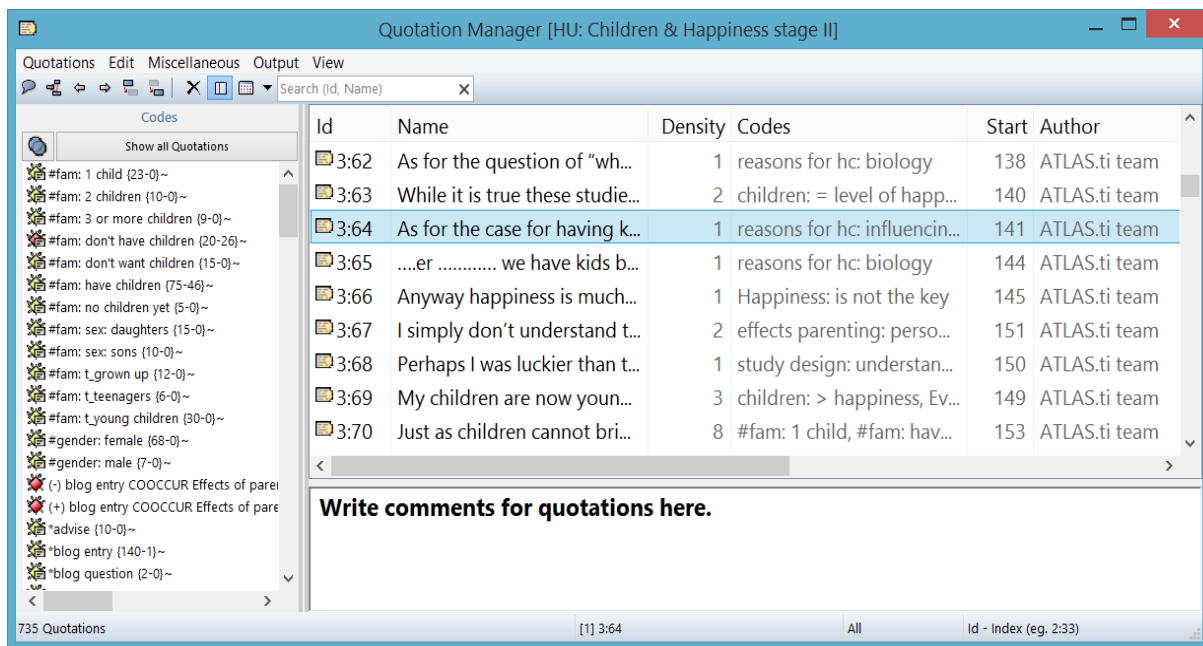 Quotation Manager [HU: Children & Happiness stage II]
Quotations Edit Miscellaneous Output View
Search (Id, Name)
Codes
Show all Quotations
#fam: 1 child {23-0}~
#fam: 2 children {10-0}~
#fam: 3 or more children {9-0}~
#fam: don't have children {20-26}~
#fam: don't want children {15-0}~
#fam: have children {75-46}~
#fam: no children yet {5-0}~
#fam: sex: daughters {15-0}~
#fam: sex: sons {10-0}~
#fam: t_grown up {12-0}~
#fam: t_teenagers {6-0}~
#fam: t_young children {30-0}~
#gender: female {68-0}~
#gender: male {7-0}~
(-) blog entry COOCCUR Effects of parei
(+) blog entry COOCCUR Effects of pare
*advise {10-0}~
*blog entry {140-1}~
*blog question {2-0}~
Id Name Density Codes Start Author
3:62 As for the question of “wh... 1 reasons for hc: biology 138 ATLAS.ti team
3:63 While it is true these studie... 2 children: = level of happ... 140 ATLAS.ti team
3:64 As for the case for having k... 1 reasons for hc: influencin... 141 ATLAS.ti team
3:65 ....er ............ we have kids b... 1 reasons for hc: biology 144 ATLAS.ti team
3:66 Anyway happiness is much... 1 Happiness: is not the key 145 ATLAS.ti team
3:67 I simply don’t understand t... 2 effects parenting: perso... 151 ATLAS.ti team
3:68 Perhaps I was luckier than t... 1 study design: understan... 150 ATLAS.ti team
3:69 My children are now youn... 3 children: > happiness, Ev... 149 ATLAS.ti team
3:70 Just as children cannot bri... 8 #fam: 1 child, #fam: hav... 153 ATLAS.ti team
Write comments for quotations here.
735 Quotations [1] 3:64 All Id - Index (eg. 2:33)